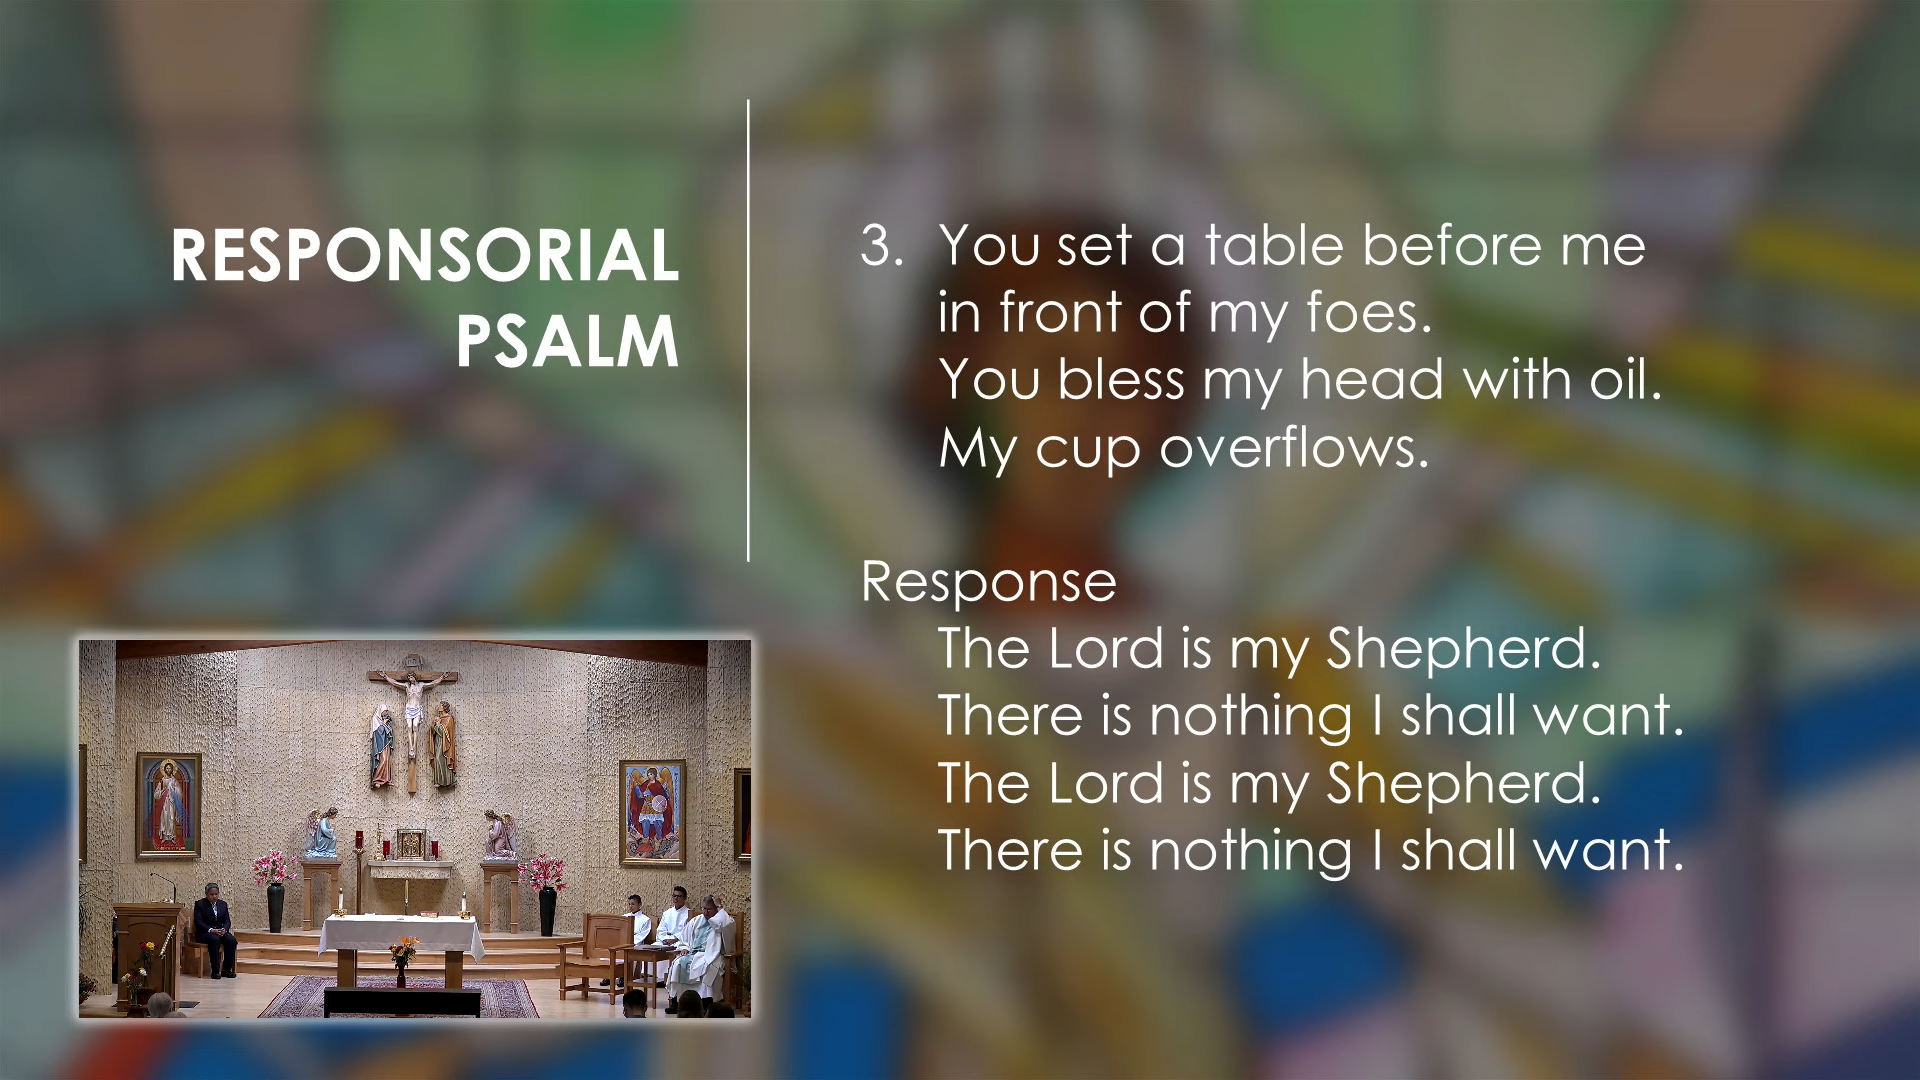 RESPONSORIAL
PSALM
3. You set a table before me
in front of my foes.
You bless my head with oil.
My cup overflows.
Response
The Lord is my Shepherd.
There is nothing I shall want.
The Lord is my Shepherd.
There is nothing I shall want.